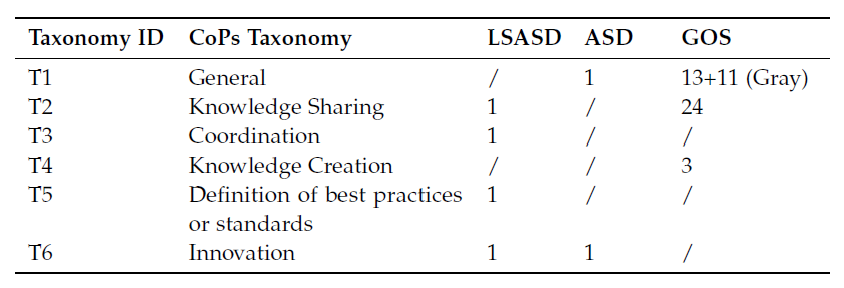 Taxonomy ID CoPs Taxonomy LSASD ASD GOS
T1 General / 1 13+11 (Gray)
T2 Knowledge Sharing 1 / 24
T3 Coordination 1 / /
T4 Knowledge Creation / / 3
T5 Definition of best practices 1 / /
or standards
T6 Innovation 1 1 /